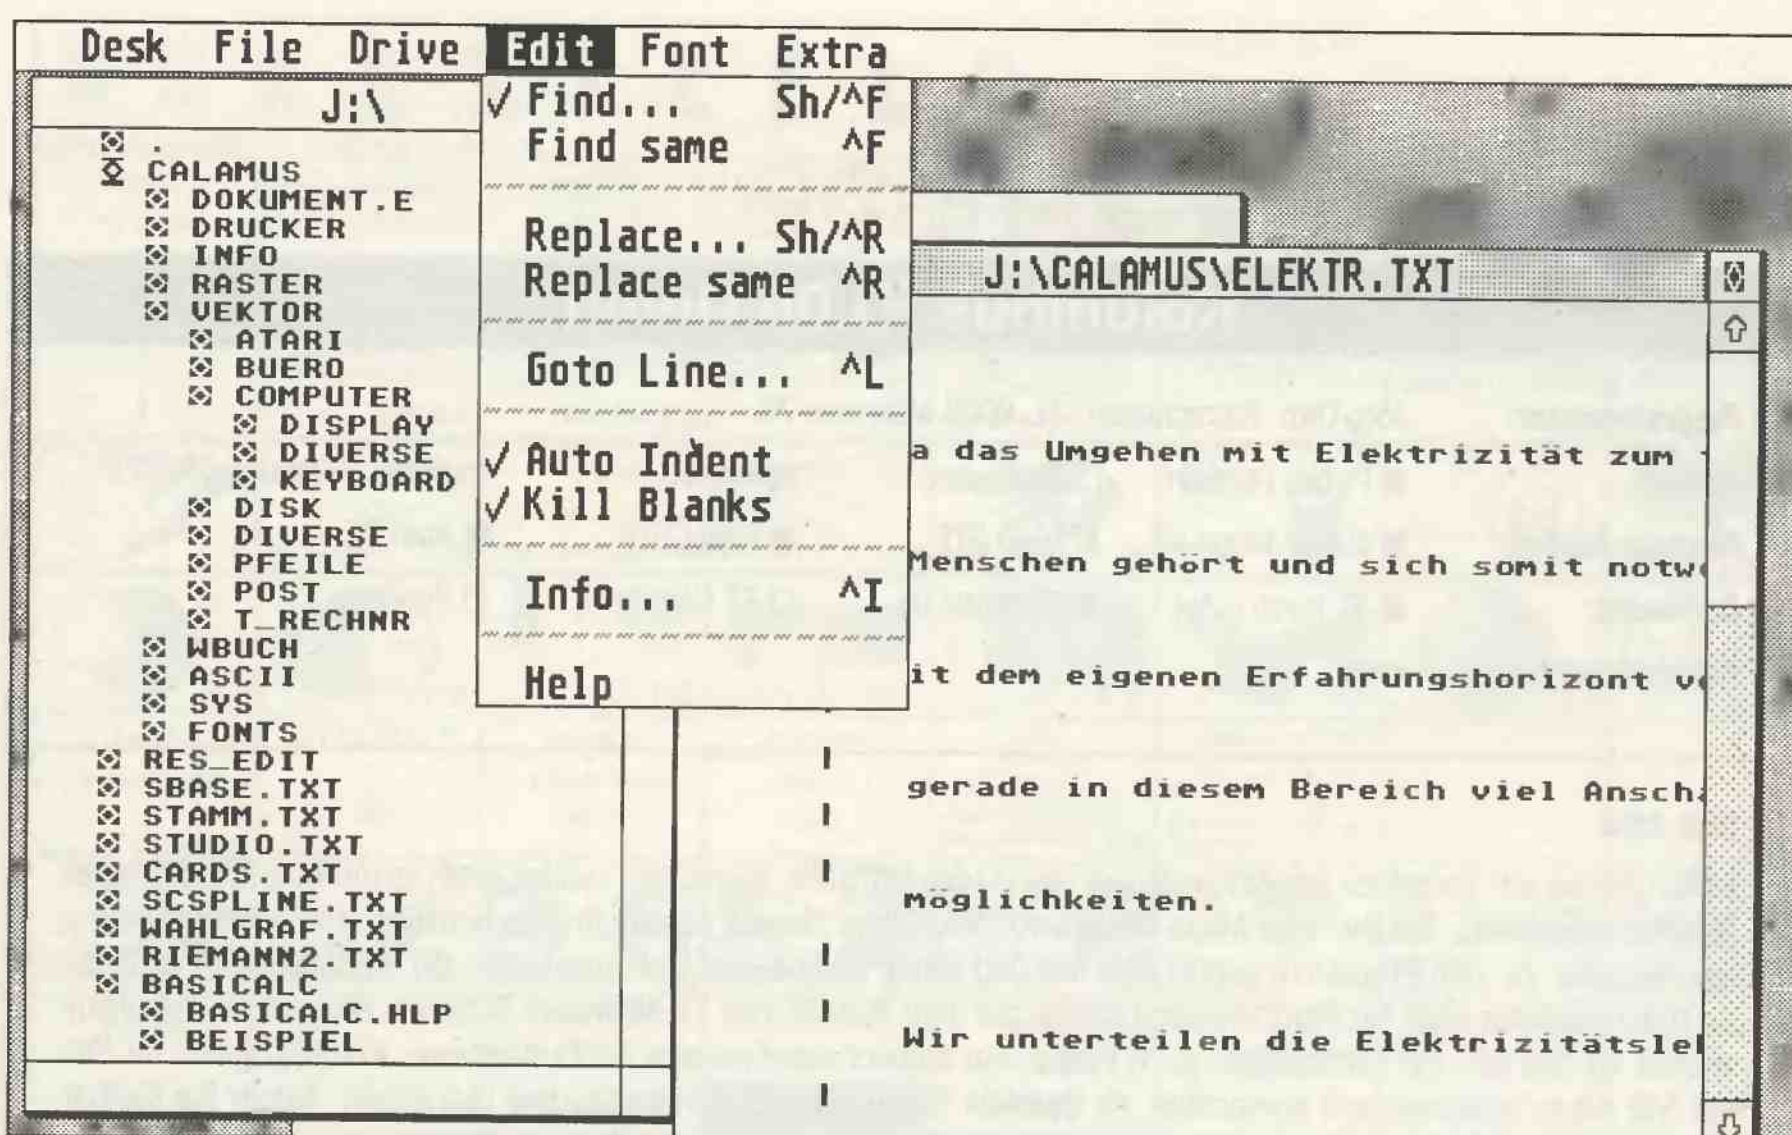 Desk File Drive Edit Font Extra
J:\
.
CALAMUS
DOKUMENT.E
DRUCKER
INFO
RASTER
VEKTOR
ATARI
BUERO
COMPUTER
DISPLAY
DIVERSE
KEYBOARD
DISK
DIVERSE
PFEILE
POST
T_RECHNR
WBUCH
ASCII
SYS
FONTS
RES_EDIT
SBASE.TXT
STAMM.TXT
STUDIO.TXT
CARDS.TXT
SCSPLINE.TXT
WAHLGRAF.TXT
RIEMANN2.TXT
BASICALC
BASICALC.HLP
BEISPIEL
√ Find... Sh/^F
Find same ^F
Replace... Sh/^R
Replace same ^R
Goto Line... ^L
√ Auto Indent
√ Kill Blanks
Info... ^I
Help
J:\CALAMUS\ELEKTR.TXT
a das Umgehen mit Elektrizität zum
Menschen gehört und sich somit notw
it dem eigenen Erfahrungshorizont v
gerade in diesem Bereich viel Ansch
möglichkeiten.
Wir unterteilen die Elektrizitätsle